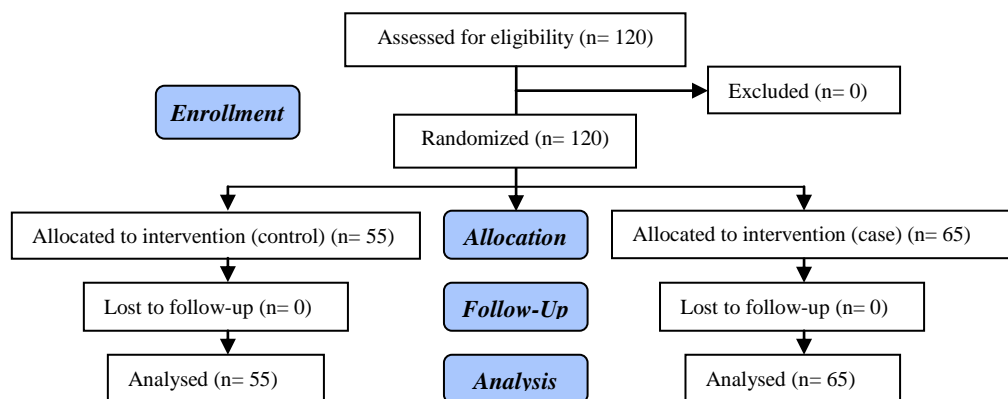 Assessed for eligibility (n= 120)
Excluded (n= 0)
Enrollment
Randomized (n= 120)
Allocated to intervention (control) (n= 55)
Allocation
Allocated to intervention (case) (n= 65)
Lost to follow-up (n= 0)
Follow-Up
Lost to follow-up (n= 0)
Analysed (n= 55)
Analysis
Analysed (n= 65)